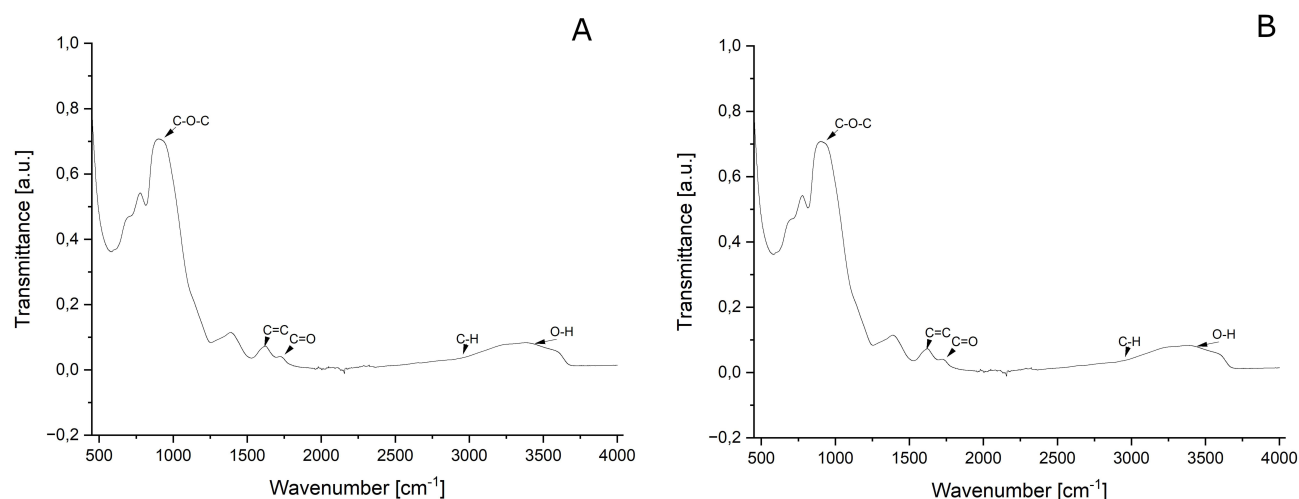 A
1,0
0,8
0,6
0,4
0,2
0,0
−0,2
Transmittance [a.u.]
C-O-C
C=C
C=O
C-H
O-H
500 1000 1500 2000 2500 3000 3500 4000
Wavenumber [cm⁻¹]
B
1,0
0,8
0,6
0,4
0,2
0,0
−0,2
Transmittance [a.u.]
C-O-C
C=C
C=O
C-H
O-H
500 1000 1500 2000 2500 3000 3500 4000
Wavenumber [cm⁻¹]